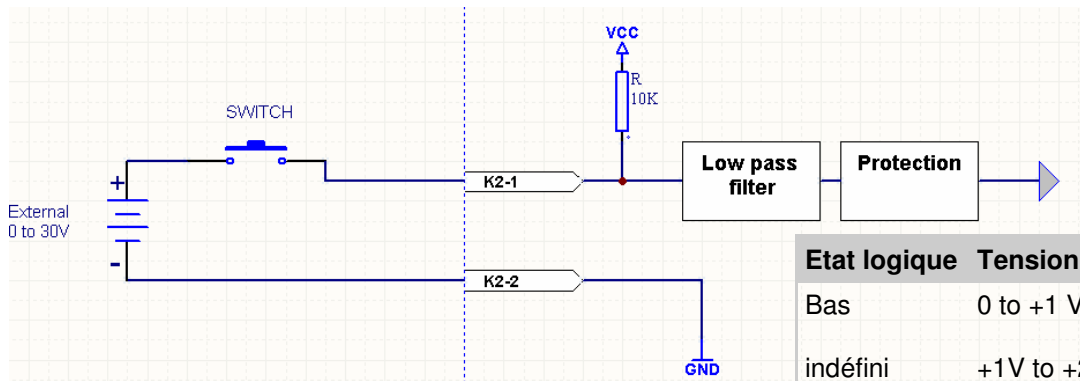 VCC
R
10K
SWITCH
K2-1
Low pass
filter
Protection
+
External
0 to 30V
-
K2-2
GND
Etat logique Tension
Bas 0 to +1 V
indéfini +1V to